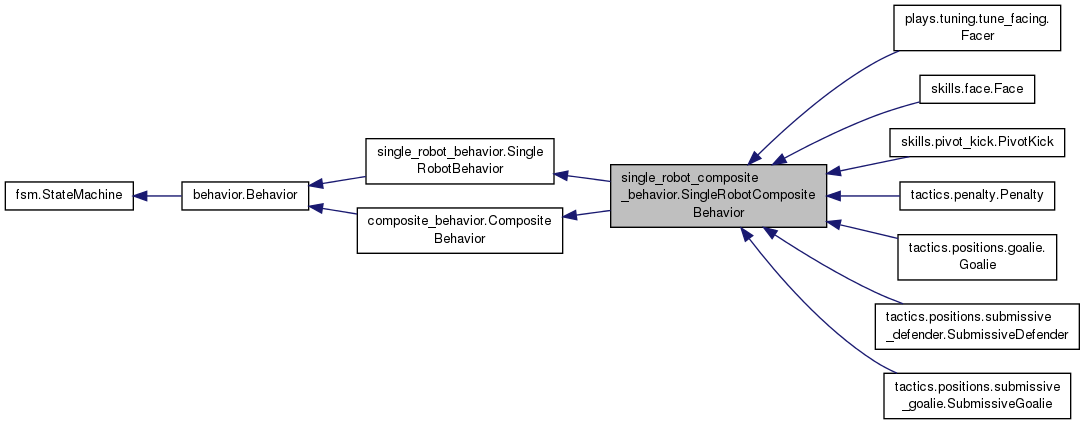 fsm.StateMachine
behavior.Behavior
single_robot_behavior.Single
RobotBehavior
composite_behavior.Composite
Behavior
single_robot_composite
_behavior.SingleRobotComposite
Behavior
plays.tuning.tune_facing.
Facer
skills.face.Face
skills.pivot_kick.PivotKick
tactics.penalty.Penalty
tactics.positions.goalie.
Goalie
tactics.positions.submissive
_defender.SubmissiveDefender
tactics.positions.submissive
_goalie.SubmissiveGoalie